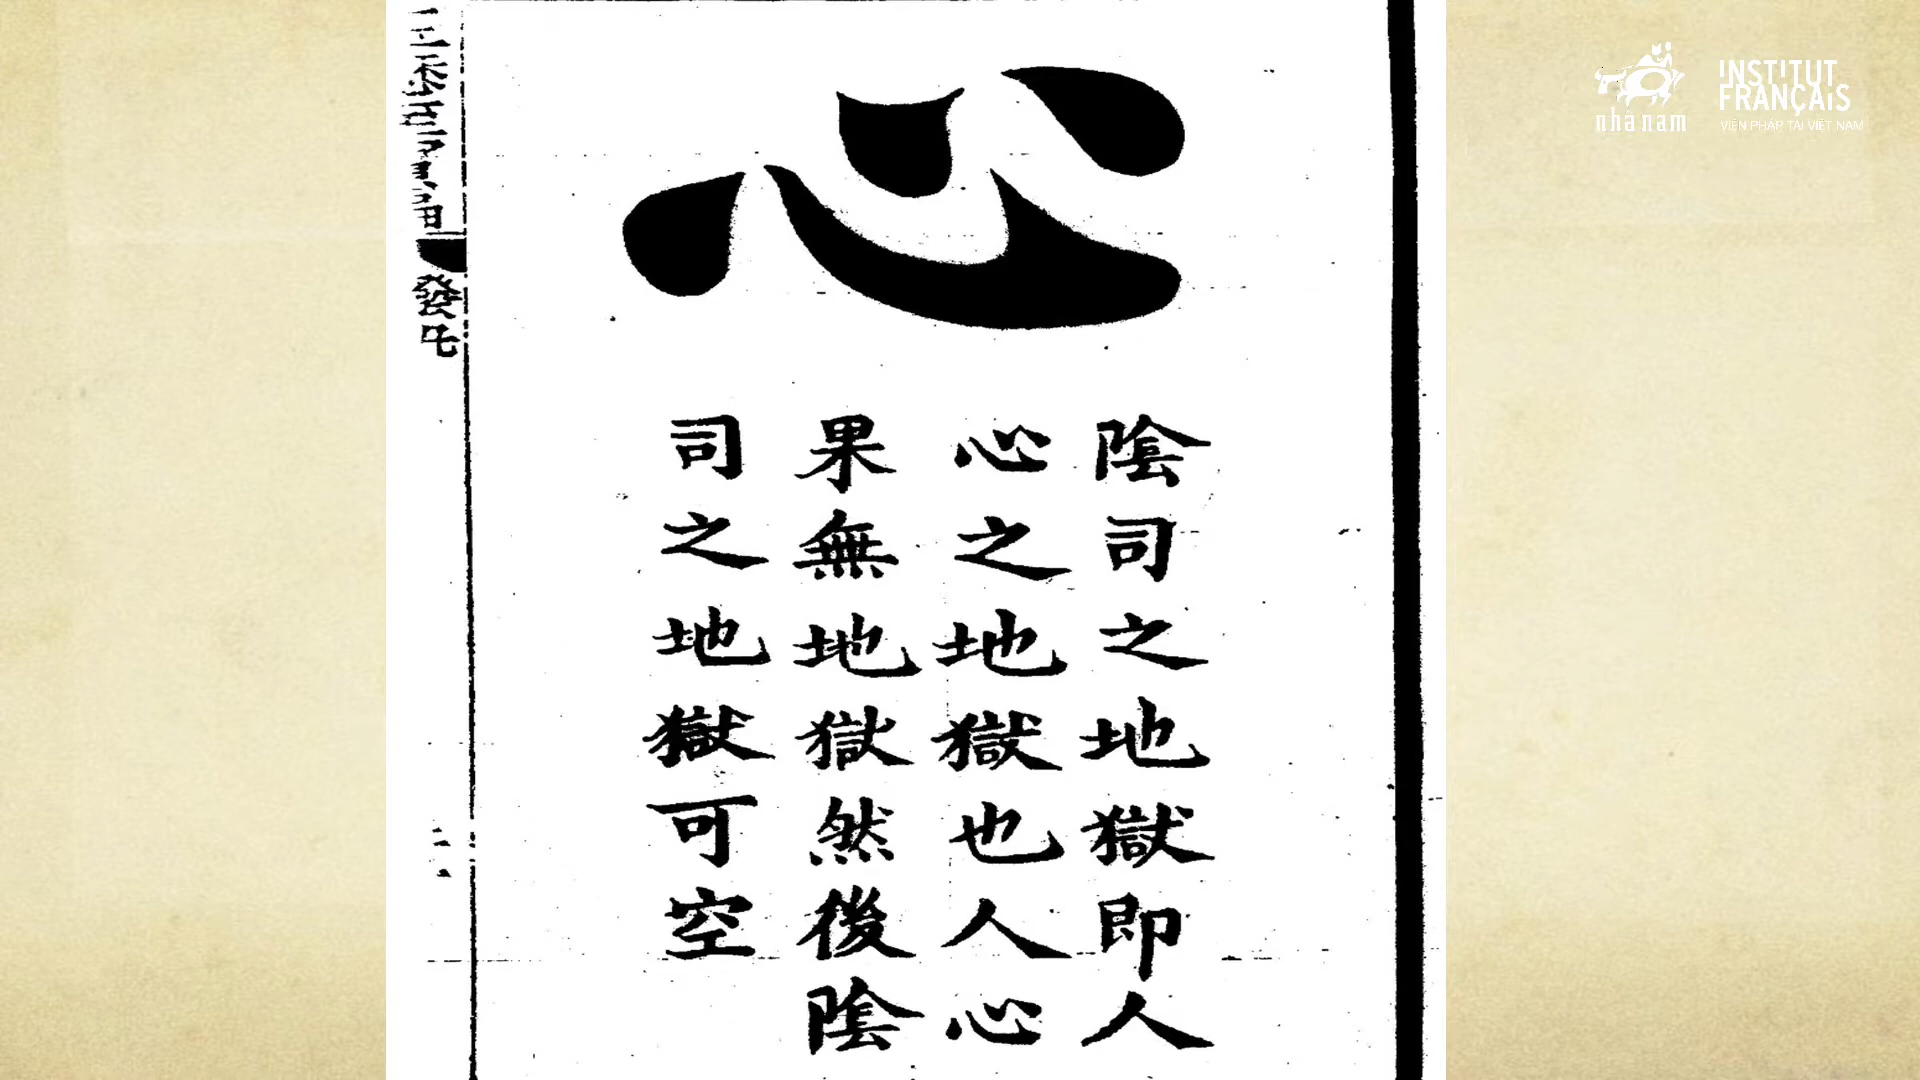 心
陰司之地獄即人
心之地獄也人心
果無地獄然後陰
司之地獄可空
發
nhã nam
INSTITUT
FRANÇAIS
VIỆN PHÁP TẠI VIỆT NAM